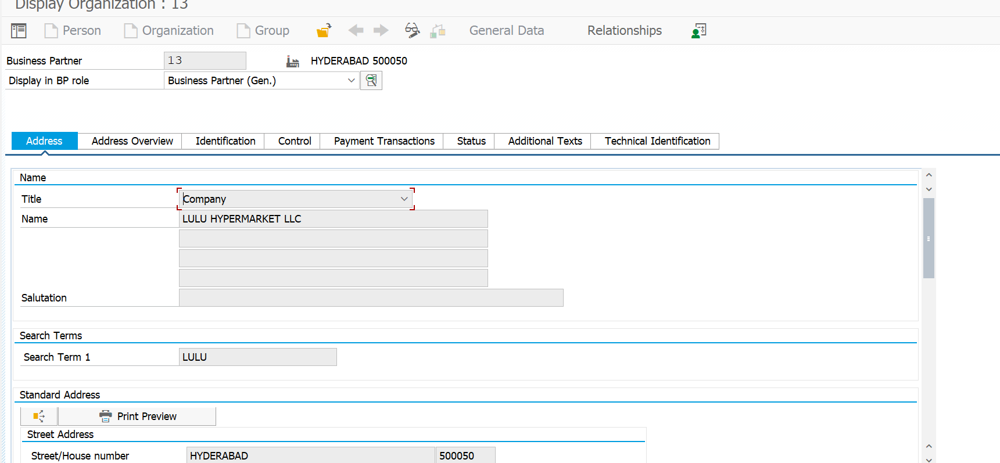 Display Organization : 13
Person Organization Group General Data Relationships
Business Partner 13 HYDERABAD 500050
Display in BP role Business Partner (Gen.)
Address Address Overview Identification Control Payment Transactions Status Additional Texts Technical Identification
Name
Title Company
Name LULU HYPERMARKET LLC
Salutation
Search Terms
Search Term 1 LULU
Standard Address
Print Preview
Street Address
Street/House number HYDERABAD 500050